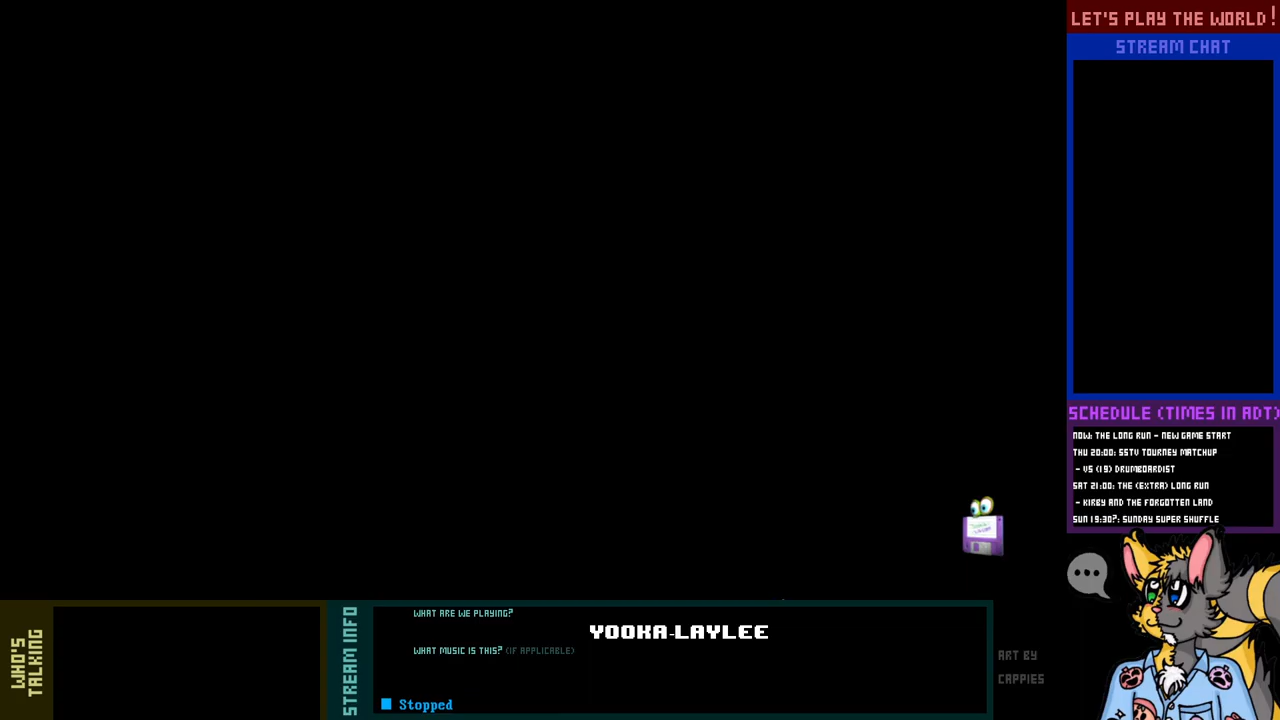 LET'S PLAY THE WORLD!
STREAM CHAT
SCHEDULE (TIMES IN ADT)
NOW: THE LONG RUN - NEW GAME START
THU 20:00: SSTV TOURNEY MATCHUP
- VS (19) DRUMBOARDIST
SAT 21:00: THE (EXTRA) LONG RUN
- KIRBY AND THE FORGOTTEN LAND
SUN 19:30?: SUNDAY SUPER SHUFFLE
WHO'S TALKING
STREAM INFO
WHAT ARE WE PLAYING?
YOOKA-LAYLEE
WHAT MUSIC IS THIS? (IF APPLICABLE)
Stopped
ART BY
CAPPIES